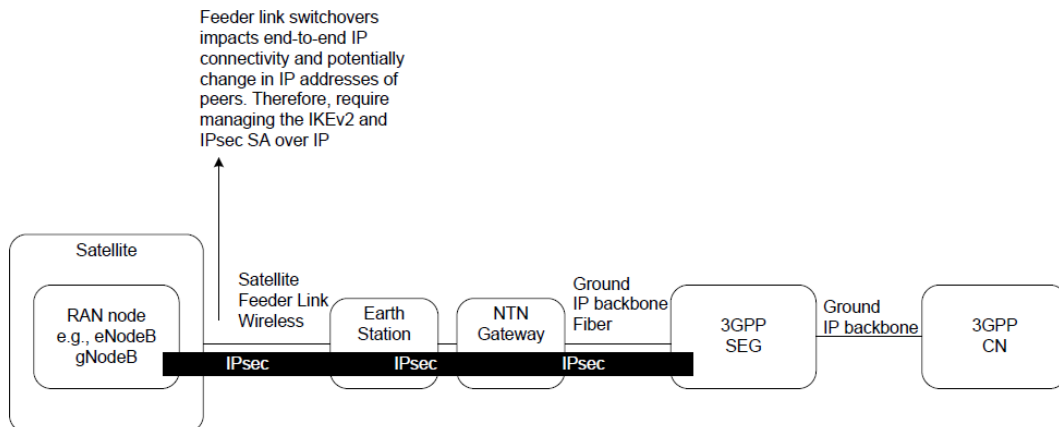 Feeder link switchovers
impacts end-to-end IP
connectivity and potentially
change in IP addresses of
peers. Therefore, require
managing the IKEv2 and
IPsec SA over IP
Satellite
RAN node
e.g., eNodeB
gNodeB
Satellite
Feeder Link
Wireless
Earth
Station
NTN
Gateway
Ground
IP backbone
Fiber
3GPP
SEG
Ground
IP backbone
3GPP
CN
IPsec
IPsec
IPsec